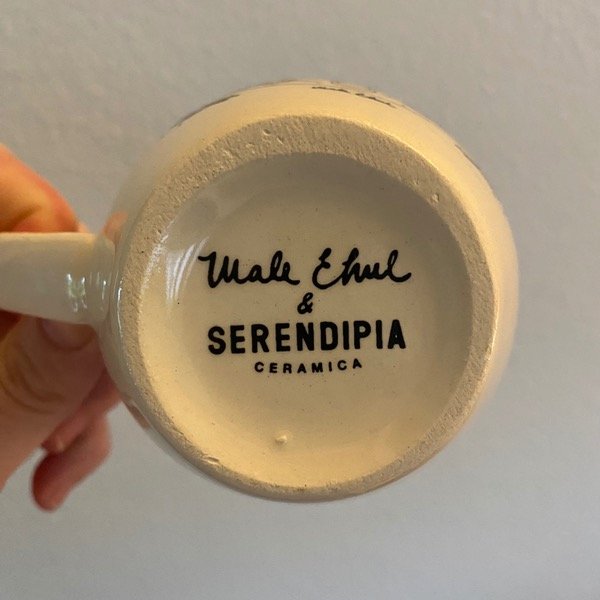 Male Ehul
&
SERENDIPIA
CERAMICA